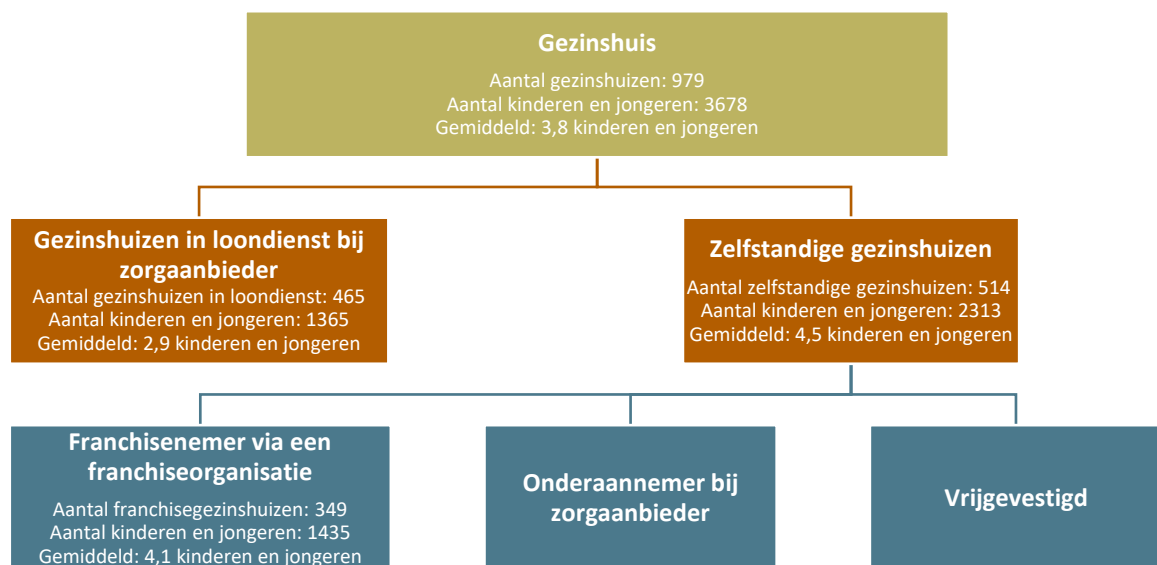 Gezinshuis
Aantal gezinshuizen: 979
Aantal kinderen en jongeren: 3678
Gemiddeld: 3,8 kinderen en jongeren
Gezinshuizen in loondienst bij
zorgaanbieder
Aantal gezinshuizen in loondienst: 465
Aantal kinderen en jongeren: 1365
Gemiddeld: 2,9 kinderen en jongeren
Zelfstandige gezinshuizen
Aantal zelfstandige gezinshuizen: 514
Aantal kinderen en jongeren: 2313
Gemiddeld: 4,5 kinderen en jongeren
Franchisenemer via een
franchiseorganisatie
Aantal franchisegezinshuizen: 349
Aantal kinderen en jongeren: 1435
Gemiddeld: 4,1 kinderen en jongeren
Onderaannemer bij
zorgaanbieder
Vrijgevestigd